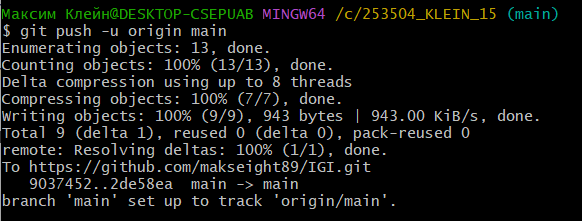 Максим Клейн@DESKTOP-CSEPUAB MINGW64 /c/253504_KLEIN_15 (main)
$ git push -u origin main
Enumerating objects: 13, done.
Counting objects: 100% (13/13), done.
Delta compression using up to 8 threads
Compressing objects: 100% (7/7), done.
Writing objects: 100% (9/9), 943 bytes | 943.00 KiB/s, done.
Total 9 (delta 1), reused 0 (delta 0), pack-reused 0
remote: Resolving deltas: 100% (1/1), done.
To https://github.com/makseight89/IGI.git
   9037452..2de58ea  main -> main
branch 'main' set up to track 'origin/main'.